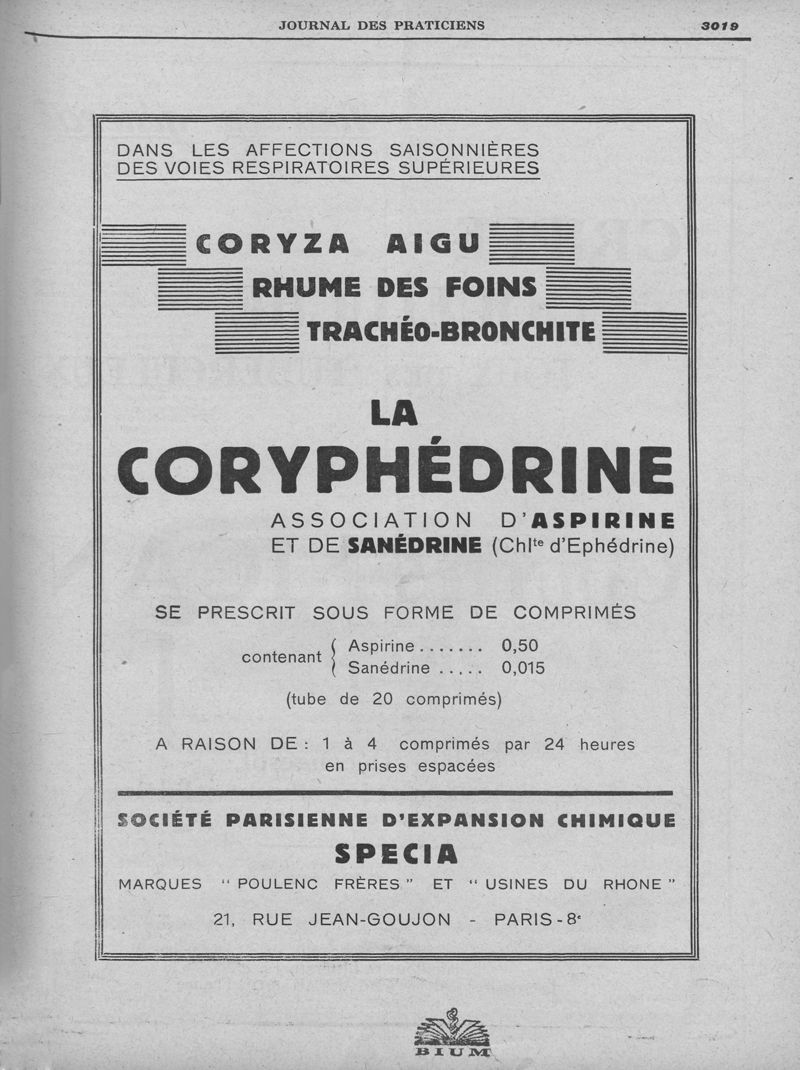 JOURNAL DES PRATICIENS 3019
DANS LES AFFECTIONS SAISONNIÈRES
DES VOIES RESPIRATOIRES SUPÉRIEURES
CORYZA AIGU
RHUME DES FOINS
TRACHÉO-BRONCHITE
LA
CORYPHÉDRINE
ASSOCIATION D'ASPIRINE
ET DE SANÉDRINE (Chlte d'Ephédrine)
SE PRESCRIT SOUS FORME DE COMPRIMÉS
contenant { Aspirine ....... 0,50
Sanédrine ..... 0,015
(tube de 20 comprimés)
A RAISON DE : 1 à 4 comprimés par 24 heures
en prises espacées
SOCIÉTÉ PARISIENNE D'EXPANSION CHIMIQUE
SPECIA
MARQUES "POULENC FRÈRES" ET "USINES DU RHONE"
21, RUE JEAN-GOUJON - PARIS-8e
BIUM